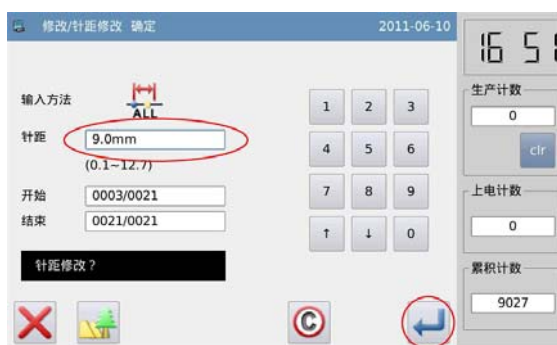 修改/针距修改 确定 2011-06-10
16 51
输入方法 ALL
针距 9.0mm
(0.1~12.7)
开始 0003/0021
结束 0021/0021
针距修改？
1 2 3
4 5 6
7 8 9
↑ ↓ 0
C
生产计数
0
clr
上电计数
0
累积计数
9027